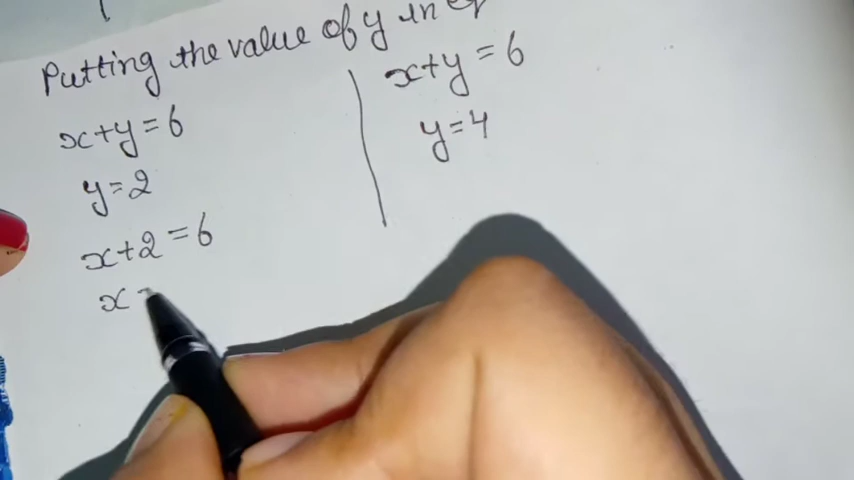 Putting the value of y in
x+y=6
y=2
x+2=6
x
x+y=6
y=4